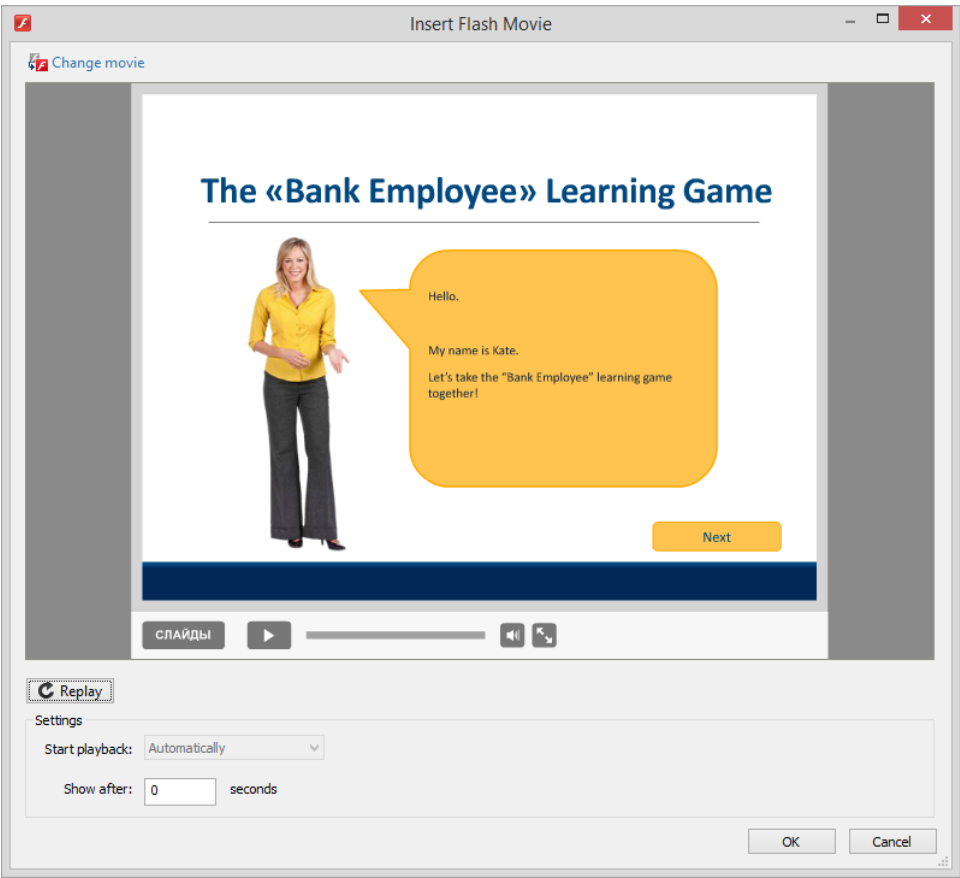 Insert Flash Movie
Change movie
The «Bank Employee» Learning Game
Hello.
My name is Kate.
Let's take the “Bank Employee” learning game
together!
Next
СЛАЙДЫ
Replay
Settings
Start playback: Automatically
Show after: 0 seconds
OK Cancel